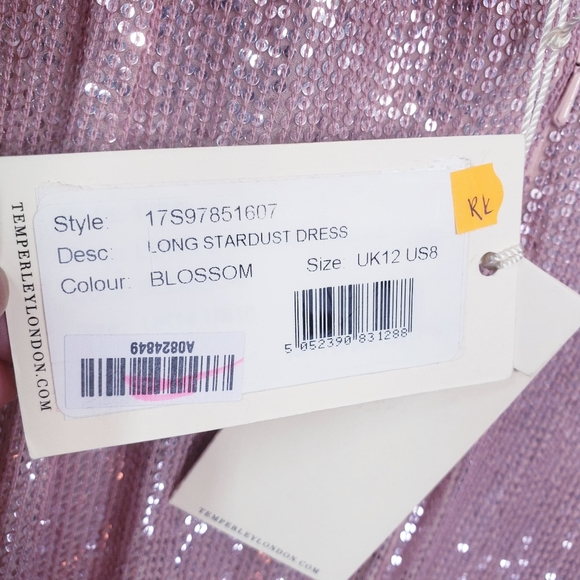 Style: 17S97851607
Desc: LONG STARDUST DRESS
Colour: BLOSSOM
Size: UK12 US8
RK
5 052390 831288
A0824849
TEMPERLEYLONDON.COM
TEMPERLEYLONDON.COM